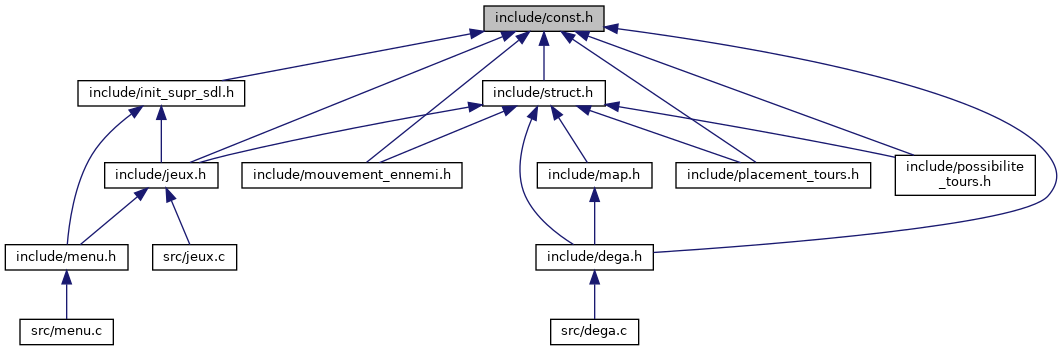 include/const.h
include/init_supr_sdl.h
include/struct.h
include/jeux.h
include/mouvement_ennemi.h
include/map.h
include/placement_tours.h
include/possibilite
_tours.h
include/menu.h
src/jeux.c
include/dega.h
src/menu.c
src/dega.c